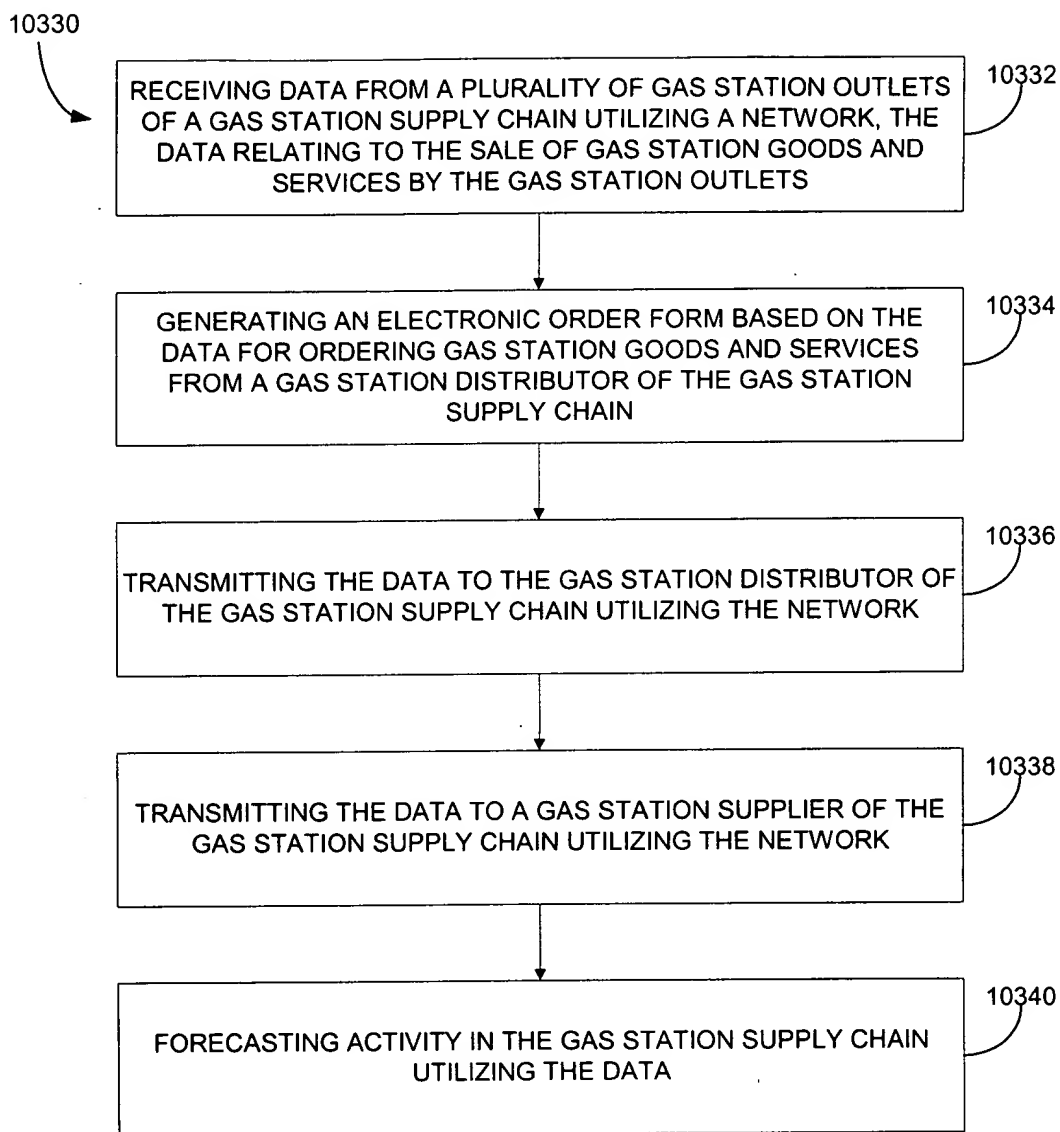 10330
10332
RECEIVING DATA FROM A PLURALITY OF GAS STATION OUTLETS
OF A GAS STATION SUPPLY CHAIN UTILIZING A NETWORK, THE
DATA RELATING TO THE SALE OF GAS STATION GOODS AND
SERVICES BY THE GAS STATION OUTLETS
10334
GENERATING AN ELECTRONIC ORDER FORM BASED ON THE
DATA FOR ORDERING GAS STATION GOODS AND SERVICES
FROM A GAS STATION DISTRIBUTOR OF THE GAS STATION
SUPPLY CHAIN
10336
TRANSMITTING THE DATA TO THE GAS STATION DISTRIBUTOR OF
THE GAS STATION SUPPLY CHAIN UTILIZING THE NETWORK
10338
TRANSMITTING THE DATA TO A GAS STATION SUPPLIER OF THE
GAS STATION SUPPLY CHAIN UTILIZING THE NETWORK
10340
FORECASTING ACTIVITY IN THE GAS STATION SUPPLY CHAIN
UTILIZING THE DATA